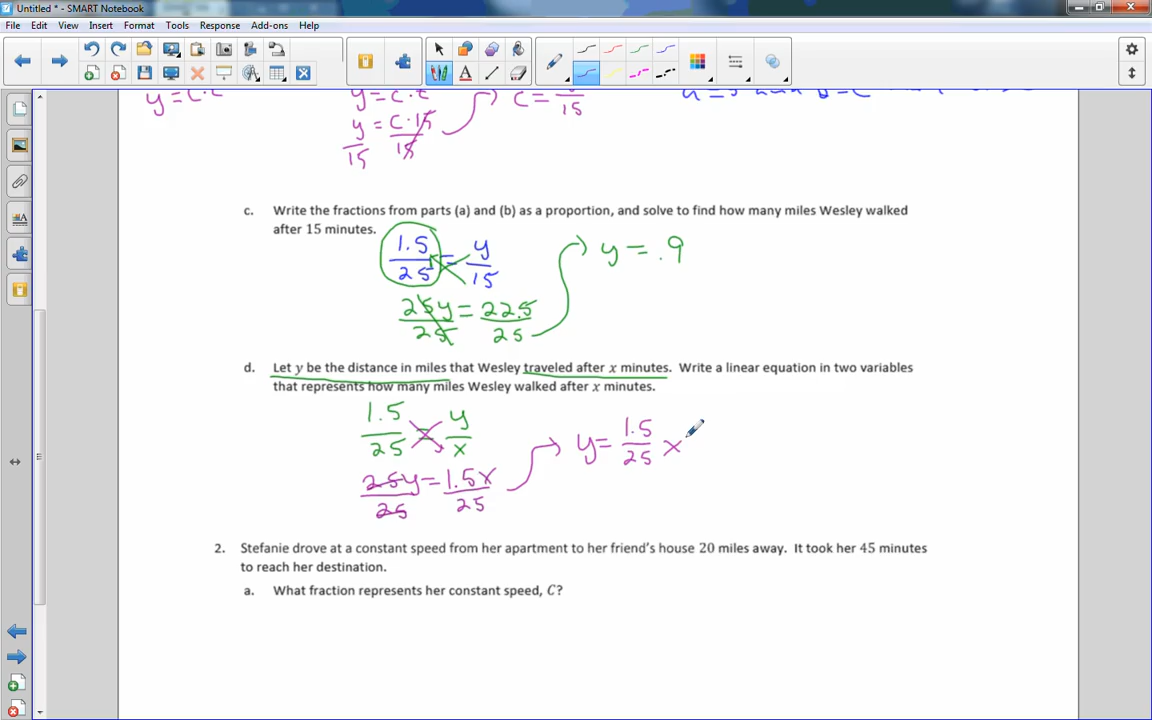 Untitled * - SMART Notebook
File Edit View Insert Format Tools Response Add-ons Help
y = C·t
y = C·t
C = 
15
y = C·15
15 15
c. Write the fractions from parts (a) and (b) as a proportion, and solve to find how many miles Wesley walked
after 15 minutes.
1.5 = y
25 15
25y = 22.5
25 25
y = .9
d. Let y be the distance in miles that Wesley traveled after x minutes. Write a linear equation in two variables
that represents how many miles Wesley walked after x minutes.
1.5 = y
25 x
25y = 1.5x
25 25
y = 1.5 x
25
2. Stefanie drove at a constant speed from her apartment to her friend's house 20 miles away. It took her 45 minutes
to reach her destination.
a. What fraction represents her constant speed, C?